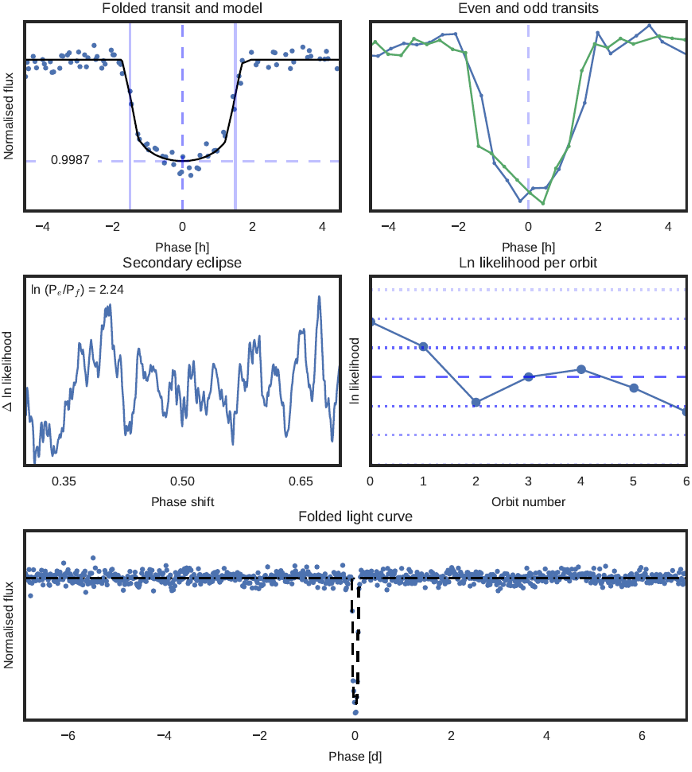 Folded transit and model
Even and odd transits
Normalised flux
0.9987
−4 −2 0 2 4
−4 −2 0 2 4
Phase [h]
Phase [h]
Secondary eclipse
Ln likelihood per orbit
Δ ln likelihood
ln (Pₑ/P_f) = 2.24
ln likelihood
0.35 0.50 0.65
0 1 2 3 4 5 6
Phase shift
Orbit number
Folded light curve
Normalised flux
−6 −4 −2 0 2 4 6
Phase [d]